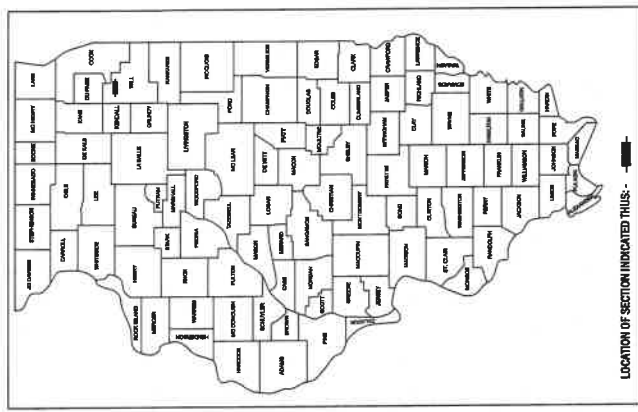 JO DAVIESS
STEPHENSON
WINNEBAGO
BOONE
MC HENRY
LAKE
CARROLL
OGLE
DE KALB
KANE
COOK
DU PAGE
WHITESIDE
LEE
KENDALL
WILL
ROCK ISLAND
HENRY
BUREAU
LA SALLE
GRUNDY
MERCER
PUTNAM
KANKAKEE
STARK
MARSHALL
LIVINGSTON
WARREN
KNOX
PEORIA
WOODFORD
IROQUOIS
HENDERSON
HANCOCK
MC DONOUGH
FULTON
TAZEWELL
MC LEAN
FORD
SCHUYLER
MASON
LOGAN
DE WITT
CHAMPAIGN
VERMILION
ADAMS
BROWN
CASS
MENARD
MACON
PIATT
DOUGLAS
EDGAR
PIKE
SCOTT
MORGAN
SANGAMON
CHRISTIAN
MOULTRIE
COLES
CLARK
GREENE
MACOUPIN
MONTGOMERY
SHELBY
CUMBERLAND
CALHOUN
JERSEY
BOND
FAYETTE
EFFINGHAM
JASPER
CRAWFORD
MADISON
CLINTON
MARION
CLAY
RICHLAND
LAWRENCE
ST. CLAIR
WASHINGTON
JEFFERSON
WAYNE
EDWARDS
WABASH
MONROE
RANDOLPH
PERRY
FRANKLIN
HAMILTON
WHITE
JACKSON
WILLIAMSON
SALINE
GALLATIN
UNION
JOHNSON
POPE
HARDIN
PULASKI
MASSAC
LOCATION OF SECTION INDICATED THUS: -